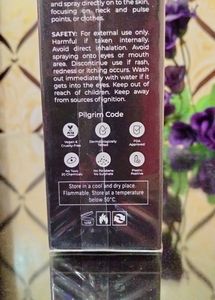 and spray directly on to the skin,
focusing on neck and pulse
points, or clothes.
SAFETY: For external use only.
Harmful if taken internally.
Avoid direct inhalation. Avoid
spraying onto eyes or mouth
area. Discontinue use if rash,
redness or itching occurs. Wash
out immediately with water if it
gets into the eyes. Keep out of
reach of children. Keep away
from sources of ignition.
Pilgrim Code
Vegan &
Cruelty-Free
Dermatologically
Tested
FDA
Approved
No Toxic
No Parabens
No Sulphates
Plastic
Positive
Store in a cool and dry place.
Flammable. Store at a temperature
below 50°C.